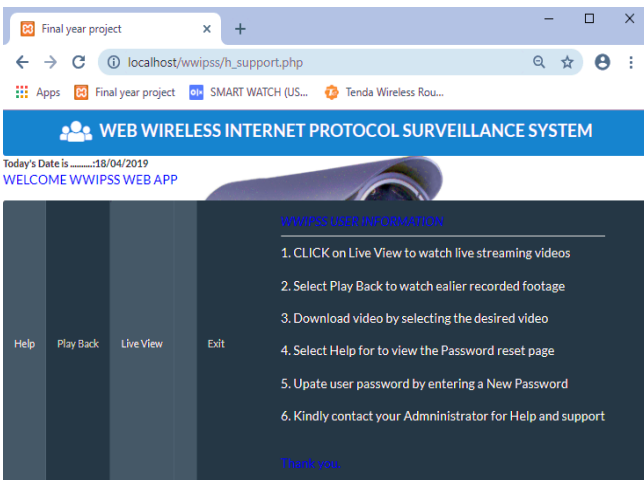 Final year project
localhost/wwipss/h_support.php
Apps Final year project SMART WATCH (US... Tenda Wireless Rou...
WEB WIRELESS INTERNET PROTOCOL SURVEILLANCE SYSTEM
Today's Date is ..........:18/04/2019
WELCOME WWIPSS WEB APP
Help Play Back Live View Exit
WWIPSS USER INFORMATION
1. CLICK on Live View to watch live streaming videos
2. Select Play Back to watch ealier recorded footage
3. Download video by selecting the desired video
4. Select Help for to view the Password reset page
5. Upate user password by entering a New Password
6. Kindly contact your Admninistrator for Help and support
Thank you.